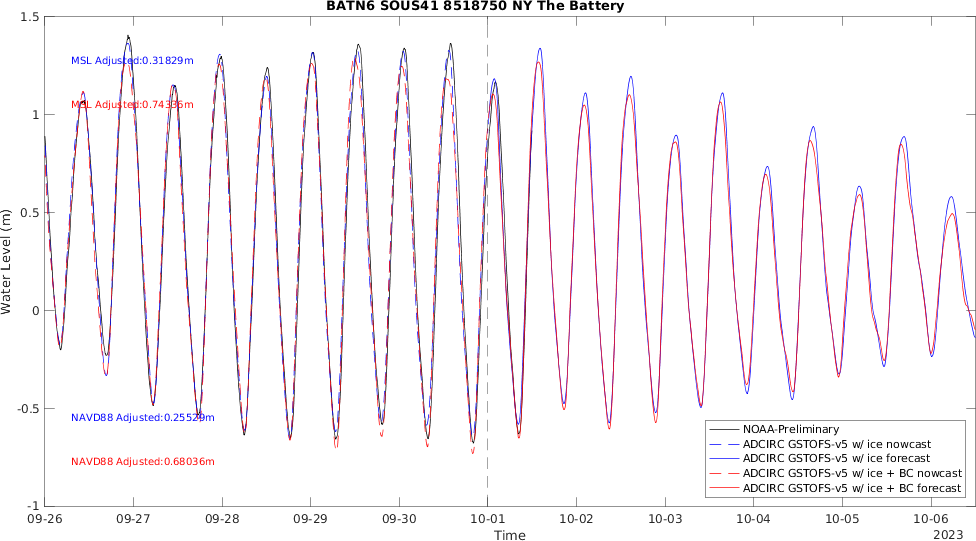 BATN6 SOUS41 8518750 NY The Battery
1.5
1
0.5
0
-0.5
-1
Water Level (m)
MSL Adjusted:0.31829m
MSL Adjusted:0.74336m
NAVD88 Adjusted:0.25529m
NAVD88 Adjusted:0.68036m
NOAA-Preliminary
ADCIRC GSTOFS-v5 w/ ice nowcast
ADCIRC GSTOFS-v5 w/ ice forecast
ADCIRC GSTOFS-v5 w/ ice + BC nowcast
ADCIRC GSTOFS-v5 w/ ice + BC forecast
09-26 09-27 09-28 09-29 09-30 10-01 10-02 10-03 10-04 10-05 10-06
Time
2023